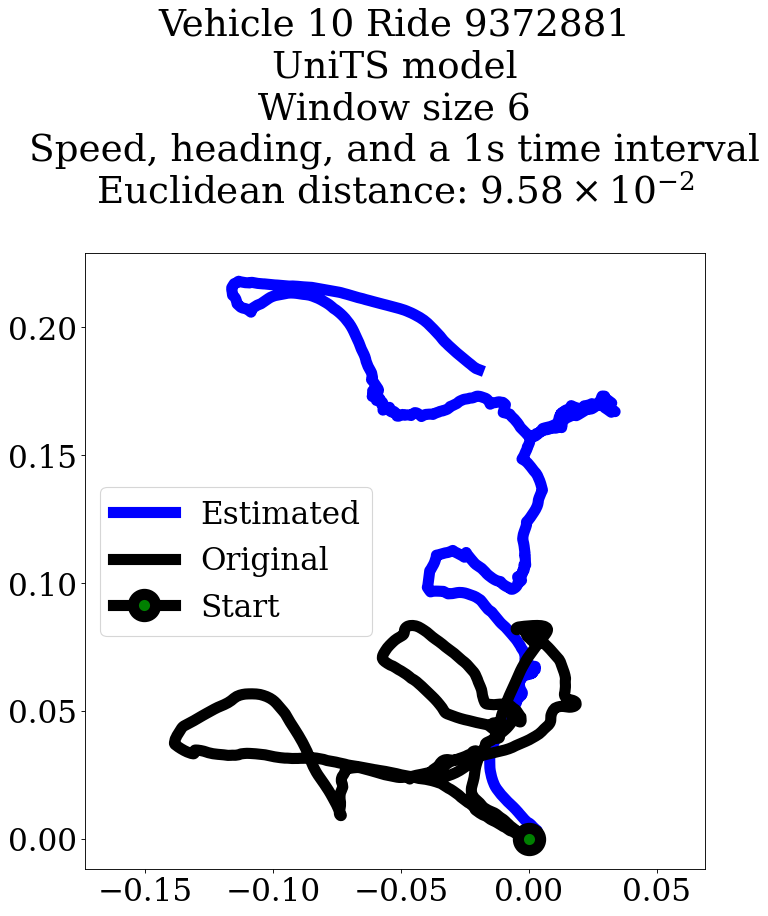 Vehicle 10 Ride 9372881
UniTS model
Window size 6
Speed, heading, and a 1s time interval
Euclidean distance: 9.58 × 10⁻²
0.20
0.15
0.10
0.05
0.00
Estimated
Original
Start
−0.15 −0.10 −0.05 0.00 0.05